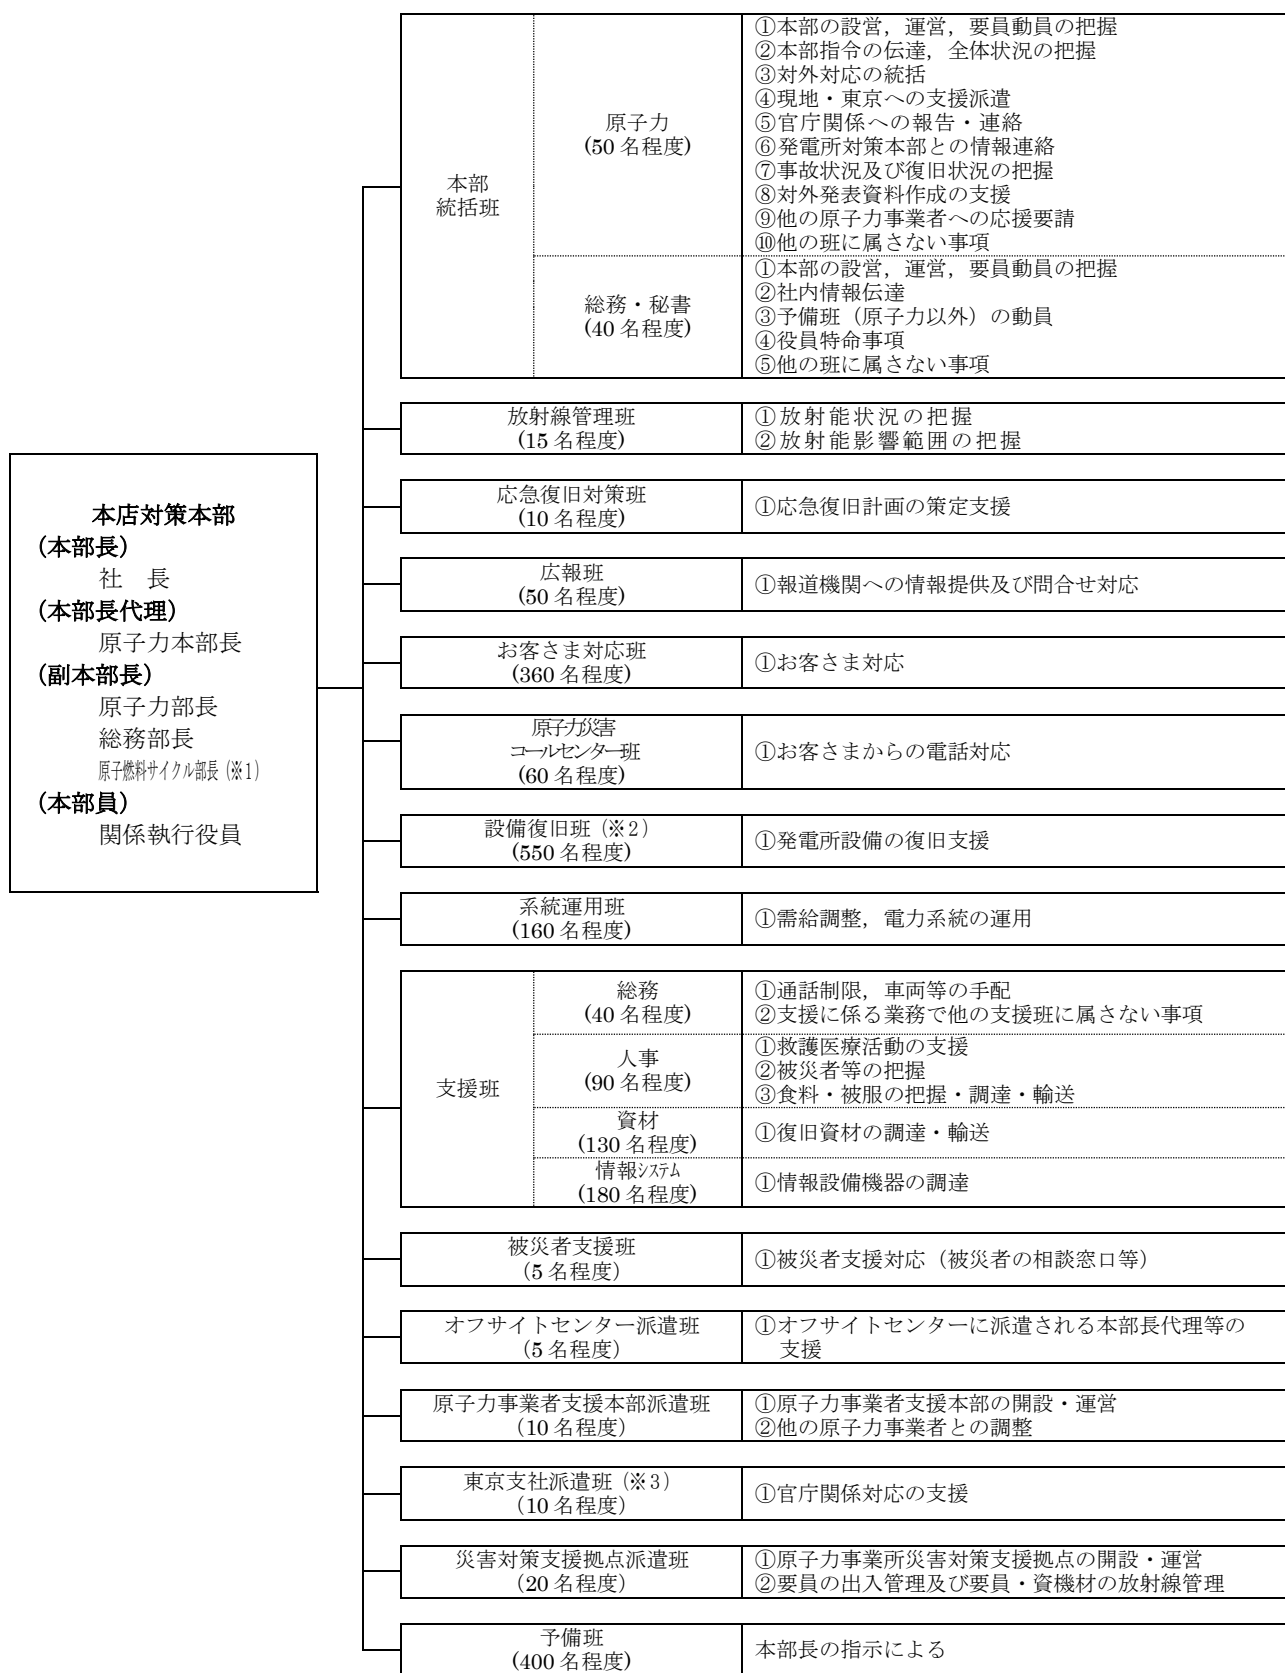 本店対策本部
(本部長)
社　長
(本部長代理)
原子力本部長
(副本部長)
原子力部長
総務部長
原子燃料サイクル部長（※1）
(本部員)
関係執行役員
本部
統括班
原子力
(50 名程度)
①本部の設営，運営，要員動員の把握
②本部指令の伝達，全体状況の把握
③対外対応の統括
④現地・東京への支援派遣
⑤官庁関係への報告・連絡
⑥発電所対策本部との情報連絡
⑦事故状況及び復旧状況の把握
⑧対外発表資料作成の支援
⑨他の原子力事業者への応援要請
⑩他の班に属さない事項
総務・秘書
(40 名程度)
①本部の設営，運営，要員動員の把握
②社内情報伝達
③予備班（原子力以外）の動員
④役員特命事項
⑤他の班に属さない事項
放射線管理班
(15 名程度)
①放射能状況の把握
②放射能影響範囲の把握
応急復旧対策班
(10 名程度)
①応急復旧計画の策定支援
広報班
(50 名程度)
①報道機関への情報提供及び問合せ対応
お客さま対応班
(360 名程度)
①お客さま対応
原子力災害
コールセンター班
(60 名程度)
①お客さまからの電話対応
設備復旧班（※2）
(550 名程度)
①発電所設備の復旧支援
系統運用班
(160 名程度)
①需給調整，電力系統の運用
支援班
総務
(40 名程度)
①通話制限，車両等の手配
②支援に係る業務で他の支援班に属さない事項
人事
(90 名程度)
①救護医療活動の支援
②被災者等の把握
③食料・被服の把握・調達・輸送
資材
(130 名程度)
①復旧資材の調達・輸送
情報ｼｽﾃﾑ
(180 名程度)
①情報設備機器の調達
被災者支援班
（5 名程度）
①被災者支援対応（被災者の相談窓口等）
オフサイトセンター派遣班
（5 名程度）
①オフサイトセンターに派遣される本部長代理等の
支援
原子力事業者支援本部派遣班
（10 名程度）
①原子力事業者支援本部の開設・運営
②他の原子力事業者との調整
東京支社派遣班（※3）
（10 名程度）
①官庁関係対応の支援
災害対策支援拠点派遣班
（20 名程度）
①原子力事業所災害対策支援拠点の開設・運営
②要員の出入管理及び要員・資機材の放射線管理
予備班
(400 名程度)
本部長の指示による